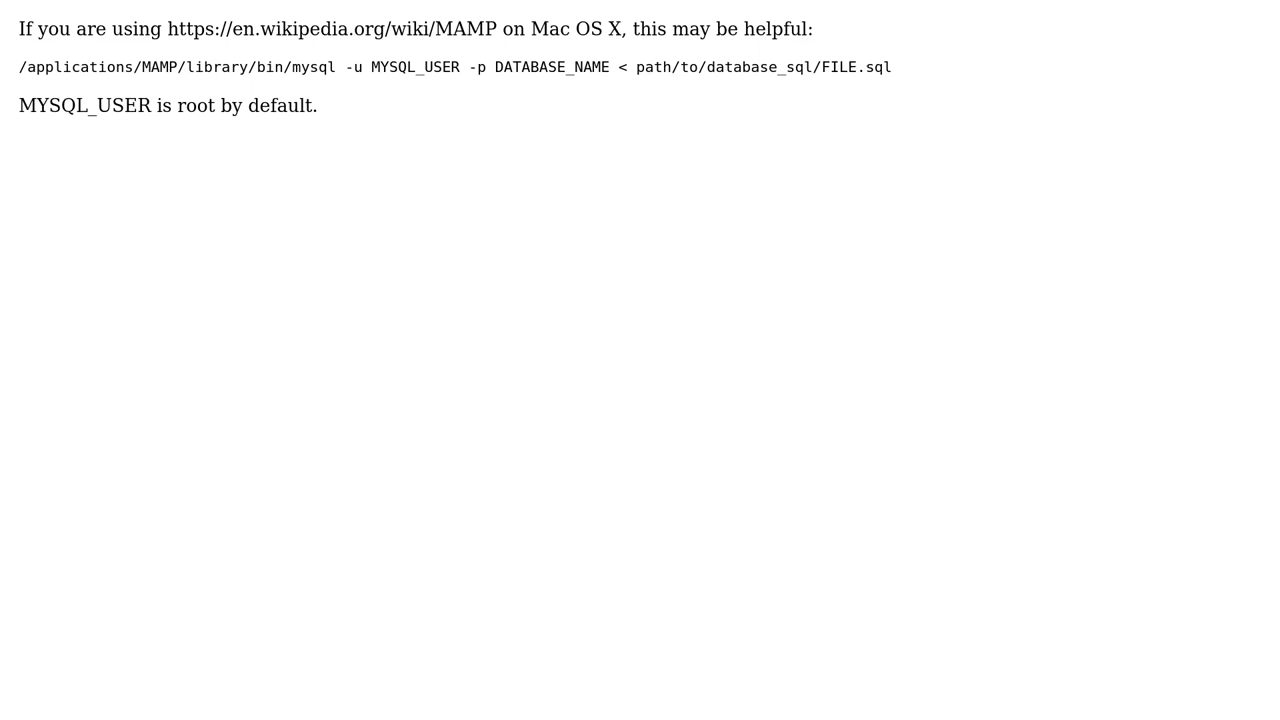 If you are using https://en.wikipedia.org/wiki/MAMP on Mac OS X, this may be helpful:
/applications/MAMP/library/bin/mysql -u MYSQL_USER -p DATABASE_NAME < path/to/database_sql/FILE.sql
MYSQL_USER is root by default.